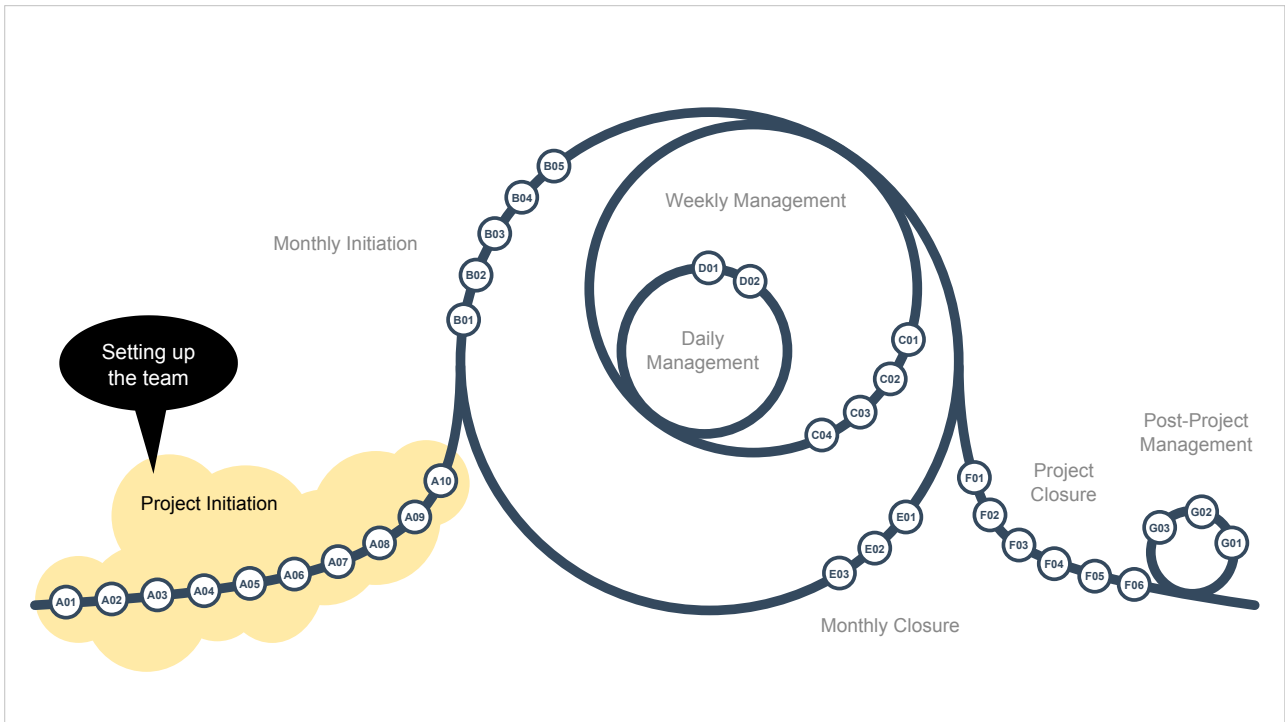 B05
B04
Weekly Management
B03
Monthly Initiation
B02
D01
D02
B01
C01
Setting up
the team
Daily
Management
C02
C03
C04
Post-Project
Management
A10
F01
Project
Closure
Project Initiation
A09
E01
F02
G03
G02
G01
A08
E02
F03
A07
E03
F04
A06
A05
F05
F06
A04
A03
A02
A01
Monthly Closure